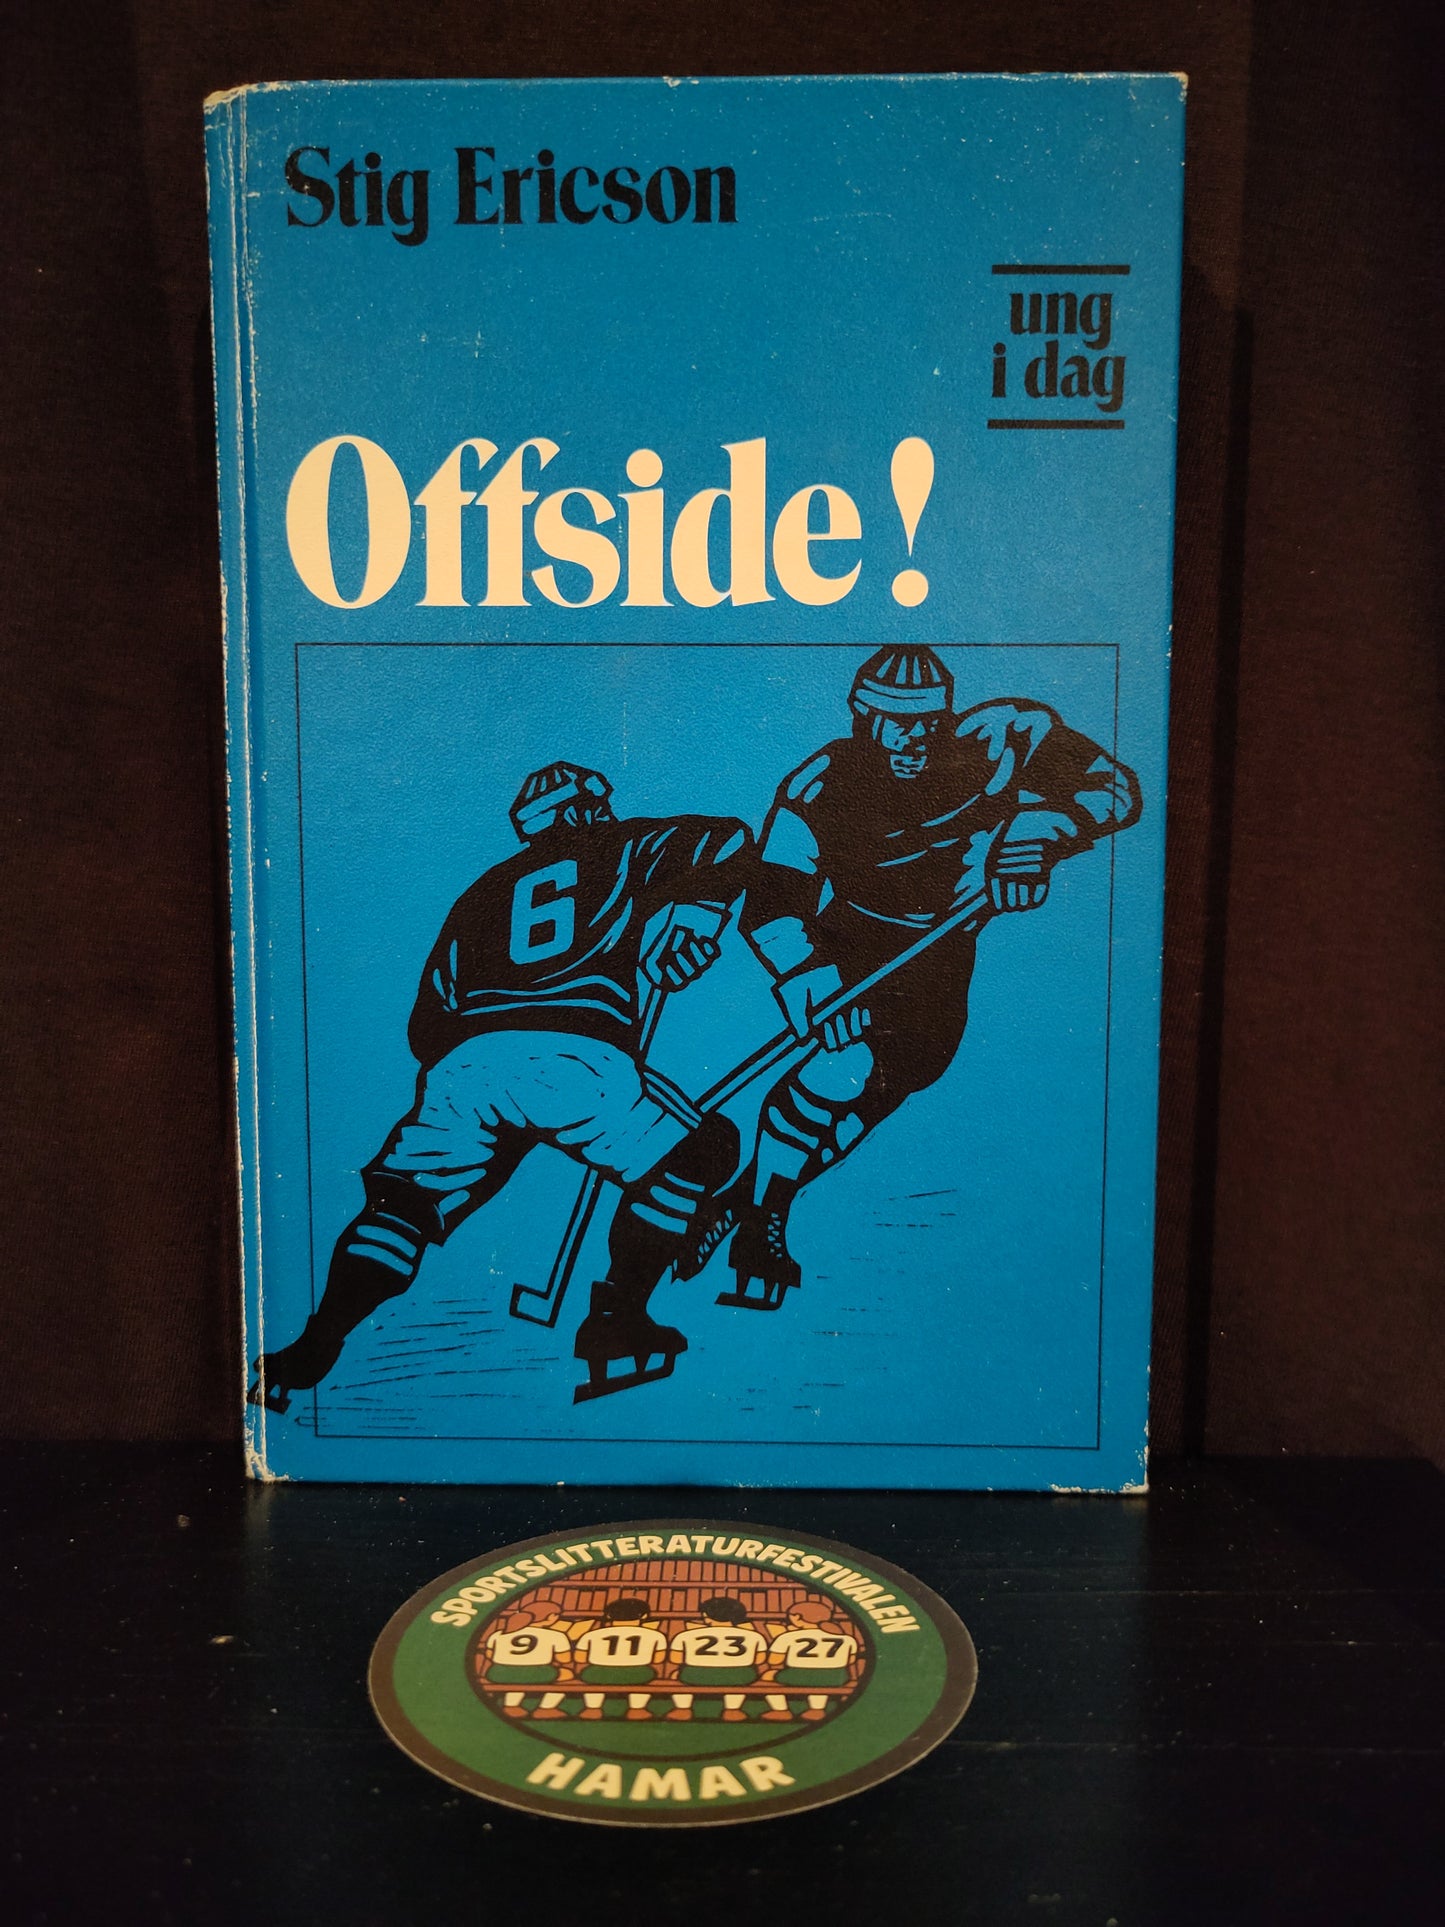 Stig Ericson
ung
i dag
Offside!
6
SPORTSLITTERATURFESTIVALEN
9 11 23 27
HAMAR